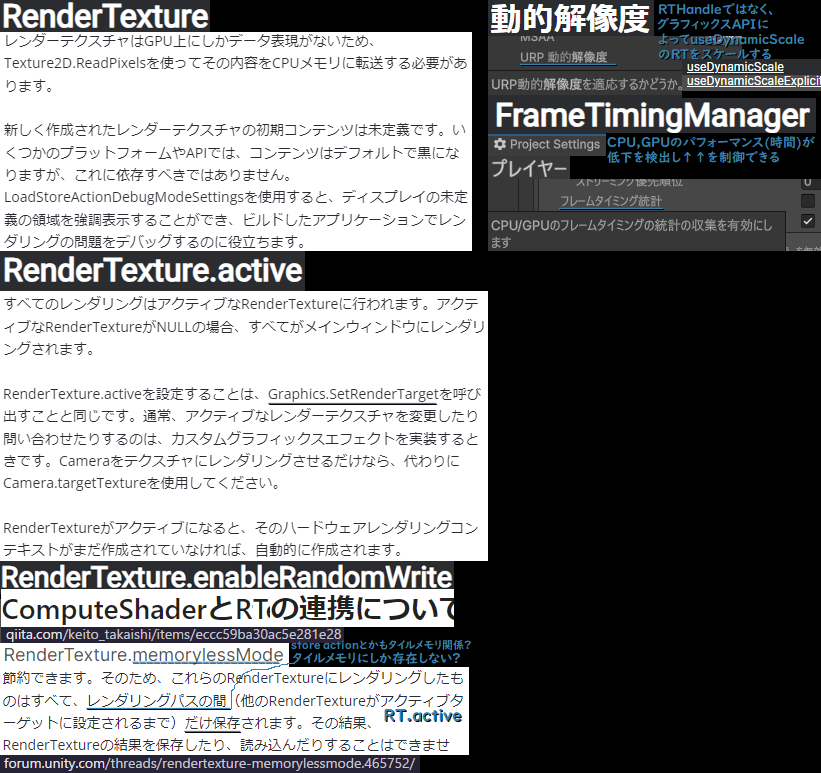 RenderTexture
レンダーテクスチャはGPU上にしかデータ表現がないため、
Texture2D.ReadPixelsを使ってその内容をCPUメモリに転送する必要があ
ります。
新しく作成されたレンダーテクスチャの初期コンテンツは未定義です。い
くつかのプラットフォームやAPIでは、コンテンツはデフォルトで黒にな
りますが、これに依存すべきではありません。
LoadStoreActionDebugModeSettingsを使用すると、ディスプレイの未定
義の領域を強調表示することができ、ビルドしたアプリケーションでレン
ダリングの問題をデバッグするのに役立ちます。
RenderTexture.active
すべてのレンダリングはアクティブなRenderTextureに行われます。アクテ
ィブなRenderTextureがNULLの場合、すべてがメインウィンドウにレンダリ
ングされます。
RenderTexture.activeを設定することは、Graphics.SetRenderTargetを呼び
出すことと同じです。通常、アクティブなレンダーテクスチャを変更したり
問い合わせたりするのは、カスタムグラフィックスエフェクトを実装すると
きです。Cameraをテクスチャにレンダリングさせるだけなら、代わりに
Camera.targetTextureを使用してください。
RenderTextureがアクティブになると、そのハードウェアレンダリングコン
テキストがまだ作成されていなければ、自動的に作成されます。
RenderTexture.enableRandomWrite
ComputeShaderとRTの連携について
qiita.com/keito_takaishi/items/eccc59ba30ac5e281e28
RenderTexture.memorylessMode
store actionとかもタイルメモリ関係?
タイルメモリにしか存在しない?
節約できます。そのため、これらのRenderTextureにレンダリングしたも
のはすべて、レンダリングパスの間（他のRenderTextureがアクティブタ
ーゲットに設定されるまで）だけ保存されます。その結果、
RT.active
RenderTextureの結果を保存したり、読み込んだりすることはできませ
forum.unity.com/threads/rendertexture-memorylessmode.465752/
動的解像度
RTHandleではなく、
グラフィックスAPIに
よってuseDynamicScale
のRTをスケールする
MSAA
URP 動的解像度
useDynamicScale
useDynamicScaleExplicit
URP動的解像度を適応するかどうか。
FrameTimingManager
Project Settings
CPU,GPUのパフォーマンス(時間)が
低下を検出し↑↑を制御できる
プレイヤー
ストリーミング優先順位
0
フレームタイミング統計
CPU/GPUのフレームタイミングの統計の収集を有効にし
ます